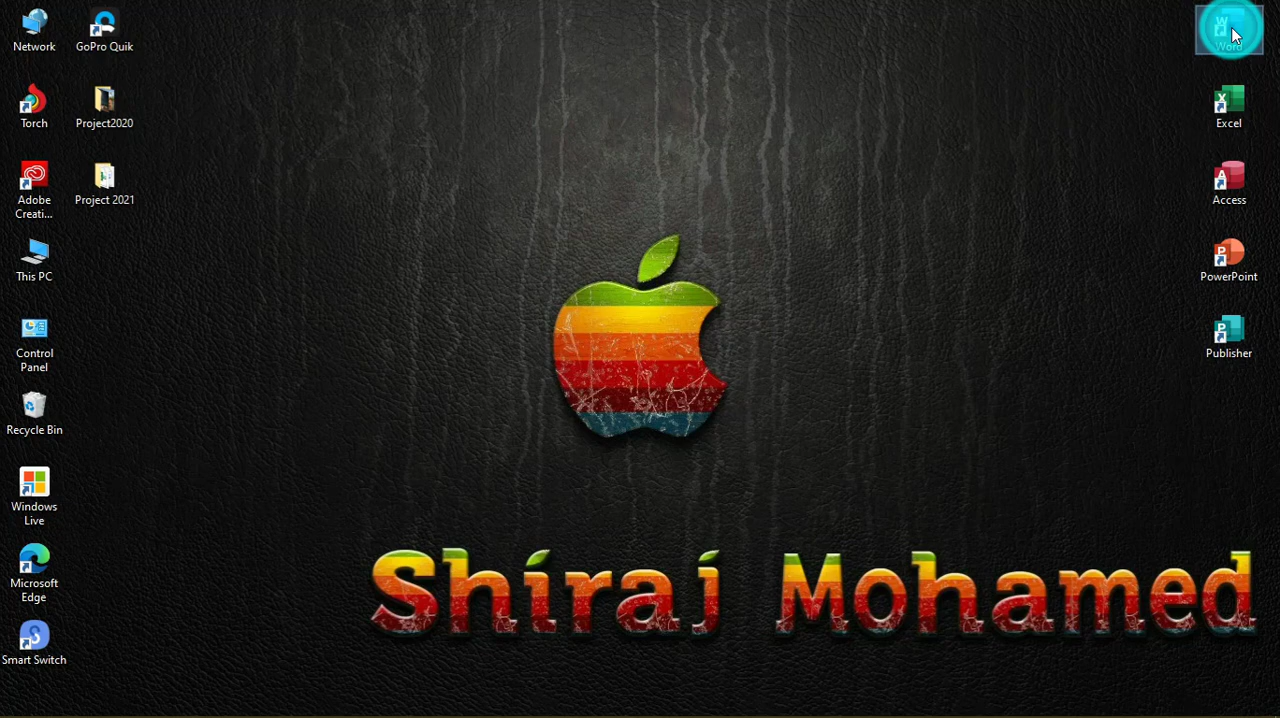 Network
GoPro Quik
Word
Torch
Project2020
Excel
Adobe
Creati...
Project 2021
Access
This PC
PowerPoint
Control
Panel
Publisher
Recycle Bin
Windows
Live
Microsoft
Edge
Smart Switch
Shiraj Mohamed